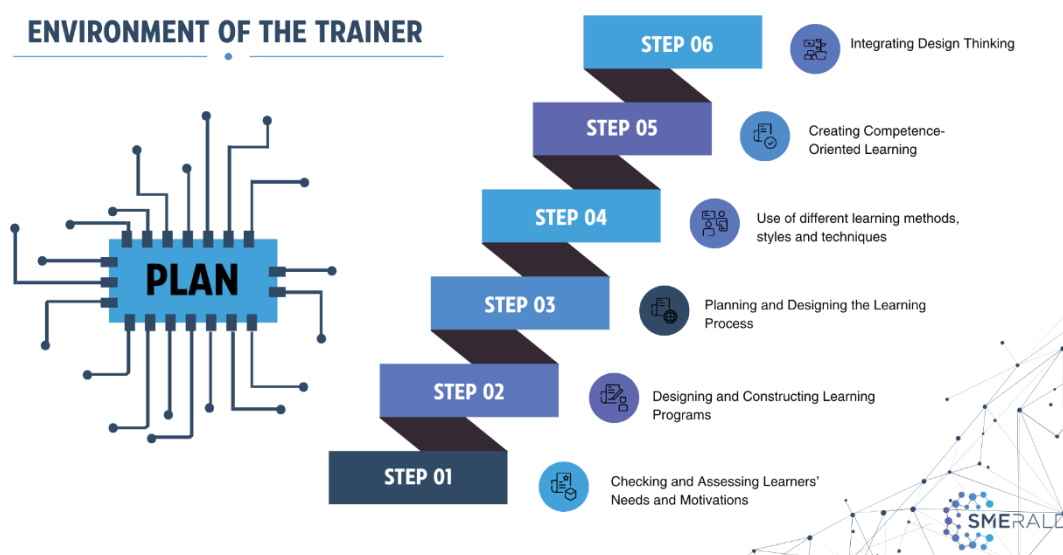 ENVIRONMENT OF THE TRAINER
PLAN
STEP 06
Integrating Design Thinking
STEP 05
Creating Competence-
Oriented Learning
STEP 04
Use of different learning methods,
styles and techniques
STEP 03
Planning and Designing the Learning
Process
STEP 02
Designing and Constructing Learning
Programs
STEP 01
Checking and Assessing Learners’
Needs and Motivations
SMERALD